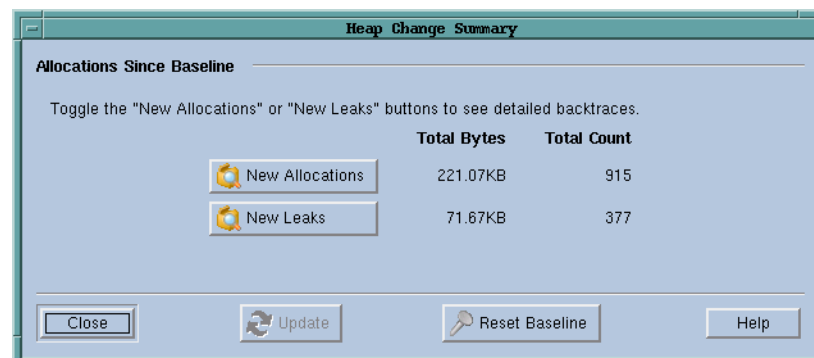 Heap Change Summary
Allocations Since Baseline
Toggle the "New Allocations" or "New Leaks" buttons to see detailed backtraces.
Total Bytes Total Count
New Allocations 221.07KB 915
New Leaks 71.67KB 377
Close Update Reset Baseline Help